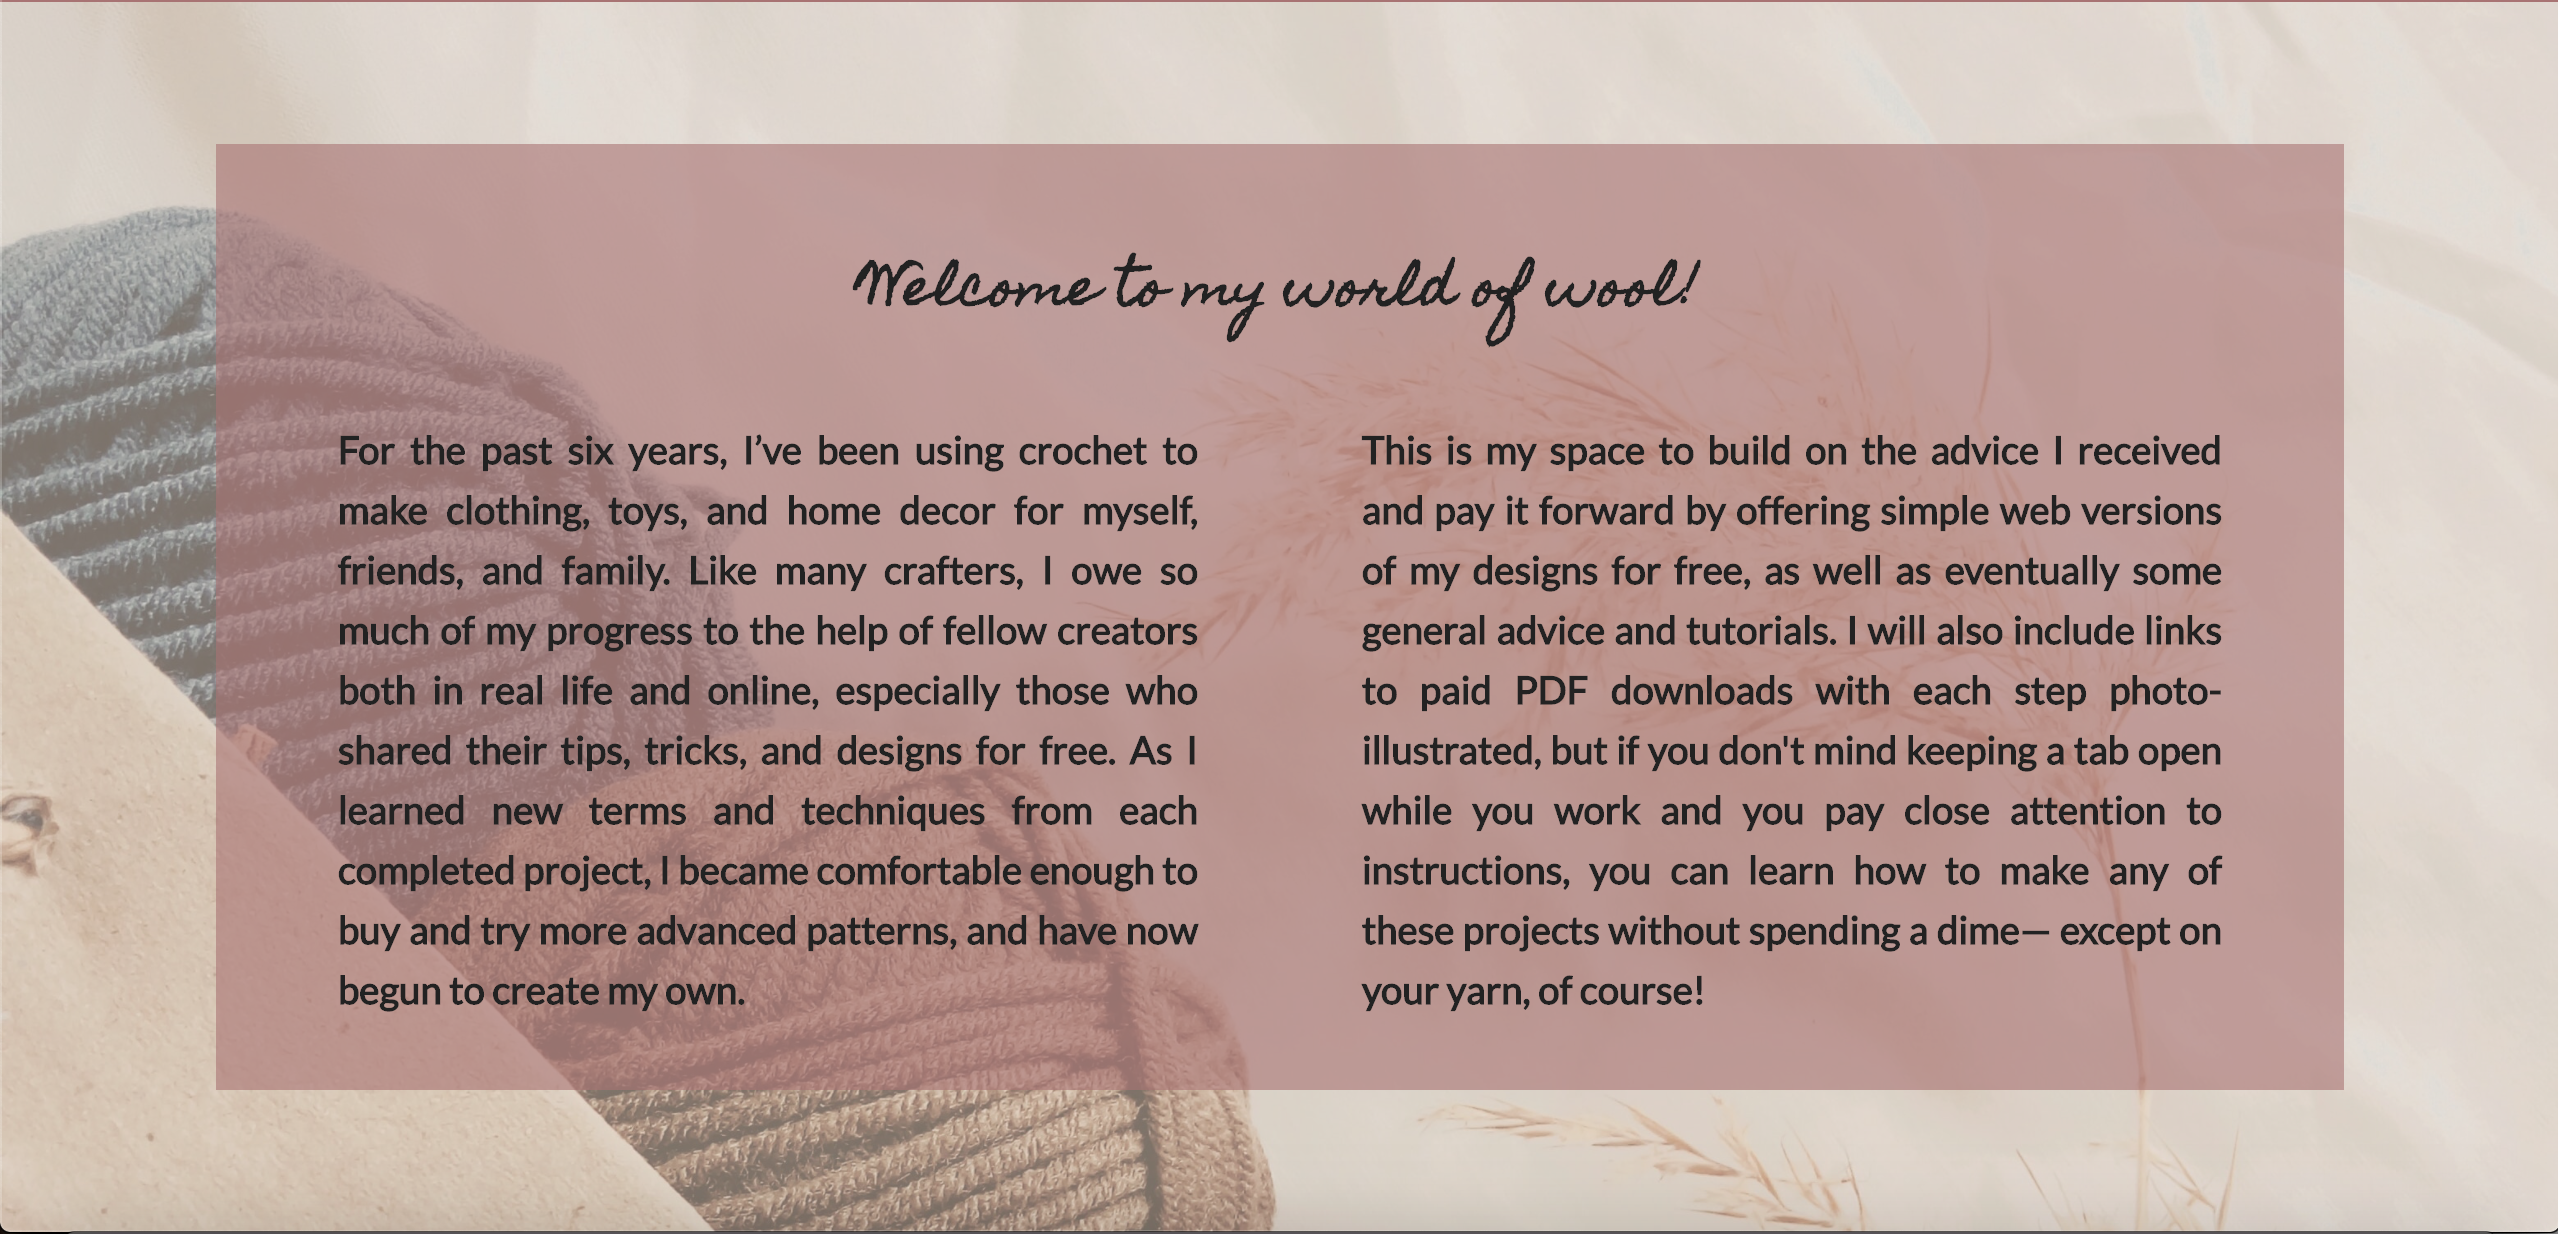 Welcome to my world of wool!
For the past six years, I’ve been using crochet to
make clothing, toys, and home decor for myself,
friends, and family. Like many crafters, I owe so
much of my progress to the help of fellow creators
both in real life and online, especially those who
shared their tips, tricks, and designs for free. As I
learned new terms and techniques from each
completed project, I became comfortable enough to
buy and try more advanced patterns, and have now
begun to create my own.
This is my space to build on the advice I received
and pay it forward by offering simple web versions
of my designs for free, as well as eventually some
general advice and tutorials. I will also include links
to paid PDF downloads with each step photo-
illustrated, but if you don't mind keeping a tab open
while you work and you pay close attention to
instructions, you can learn how to make any of
these projects without spending a dime— except on
your yarn, of course!